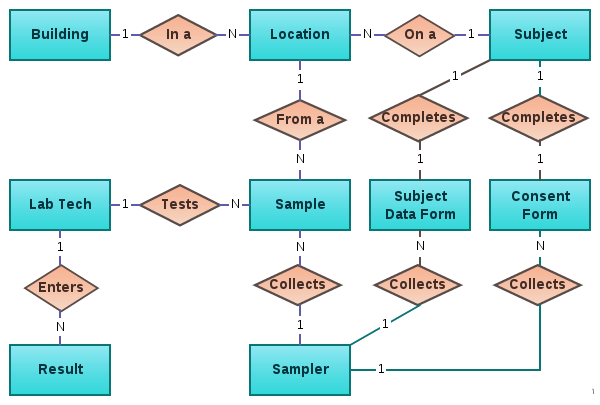 Building 1 In a N Location N On a 1 Subject
1 1 1
From a Completes Completes
N 1 1
Lab Tech 1 Tests N Sample Subject Data Form Consent Form
1 N N N
Enters Collects Collects Collects
N 1 1
Result Sampler 1